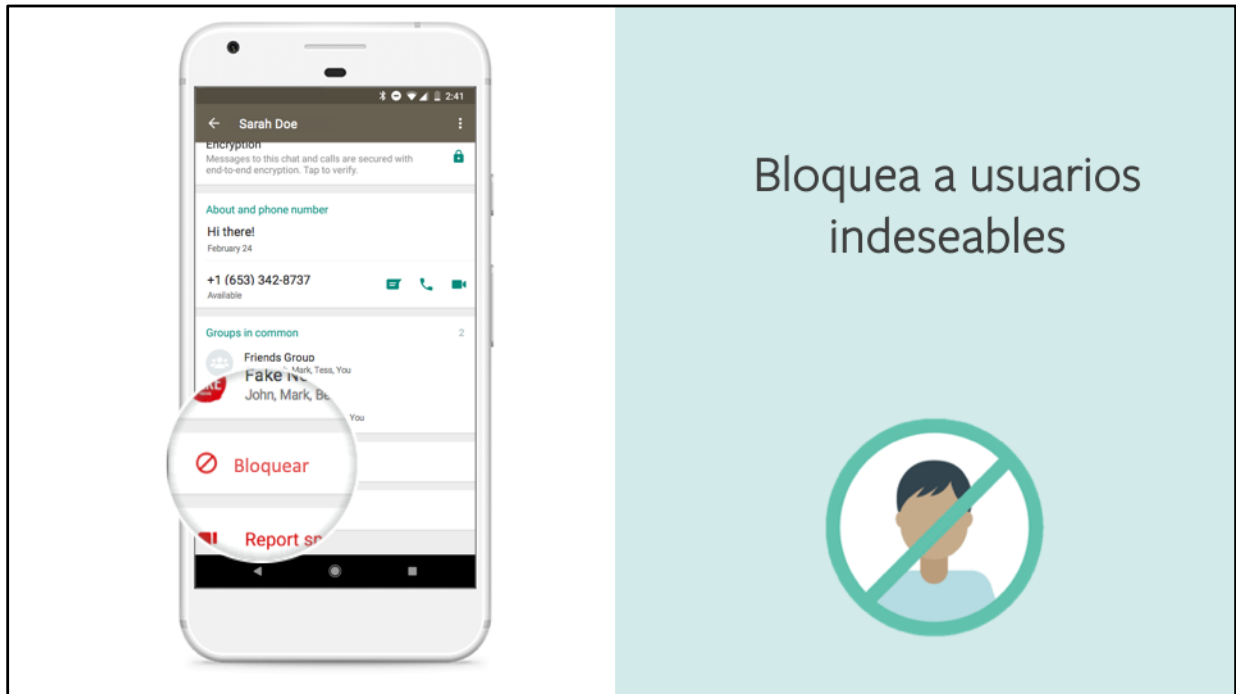 2:41
Sarah Doe
Encryption
Messages to this chat and calls are secured with
end-to-end encryption. Tap to verify.
About and phone number
Hi there!
February 24
+1 (653) 342-8737
Available
Groups in common 2
Friends Group
Mark, Tess, You
Fake
John, Mark,
You
Bloquear
Report
Bloquea a usuarios
indeseables